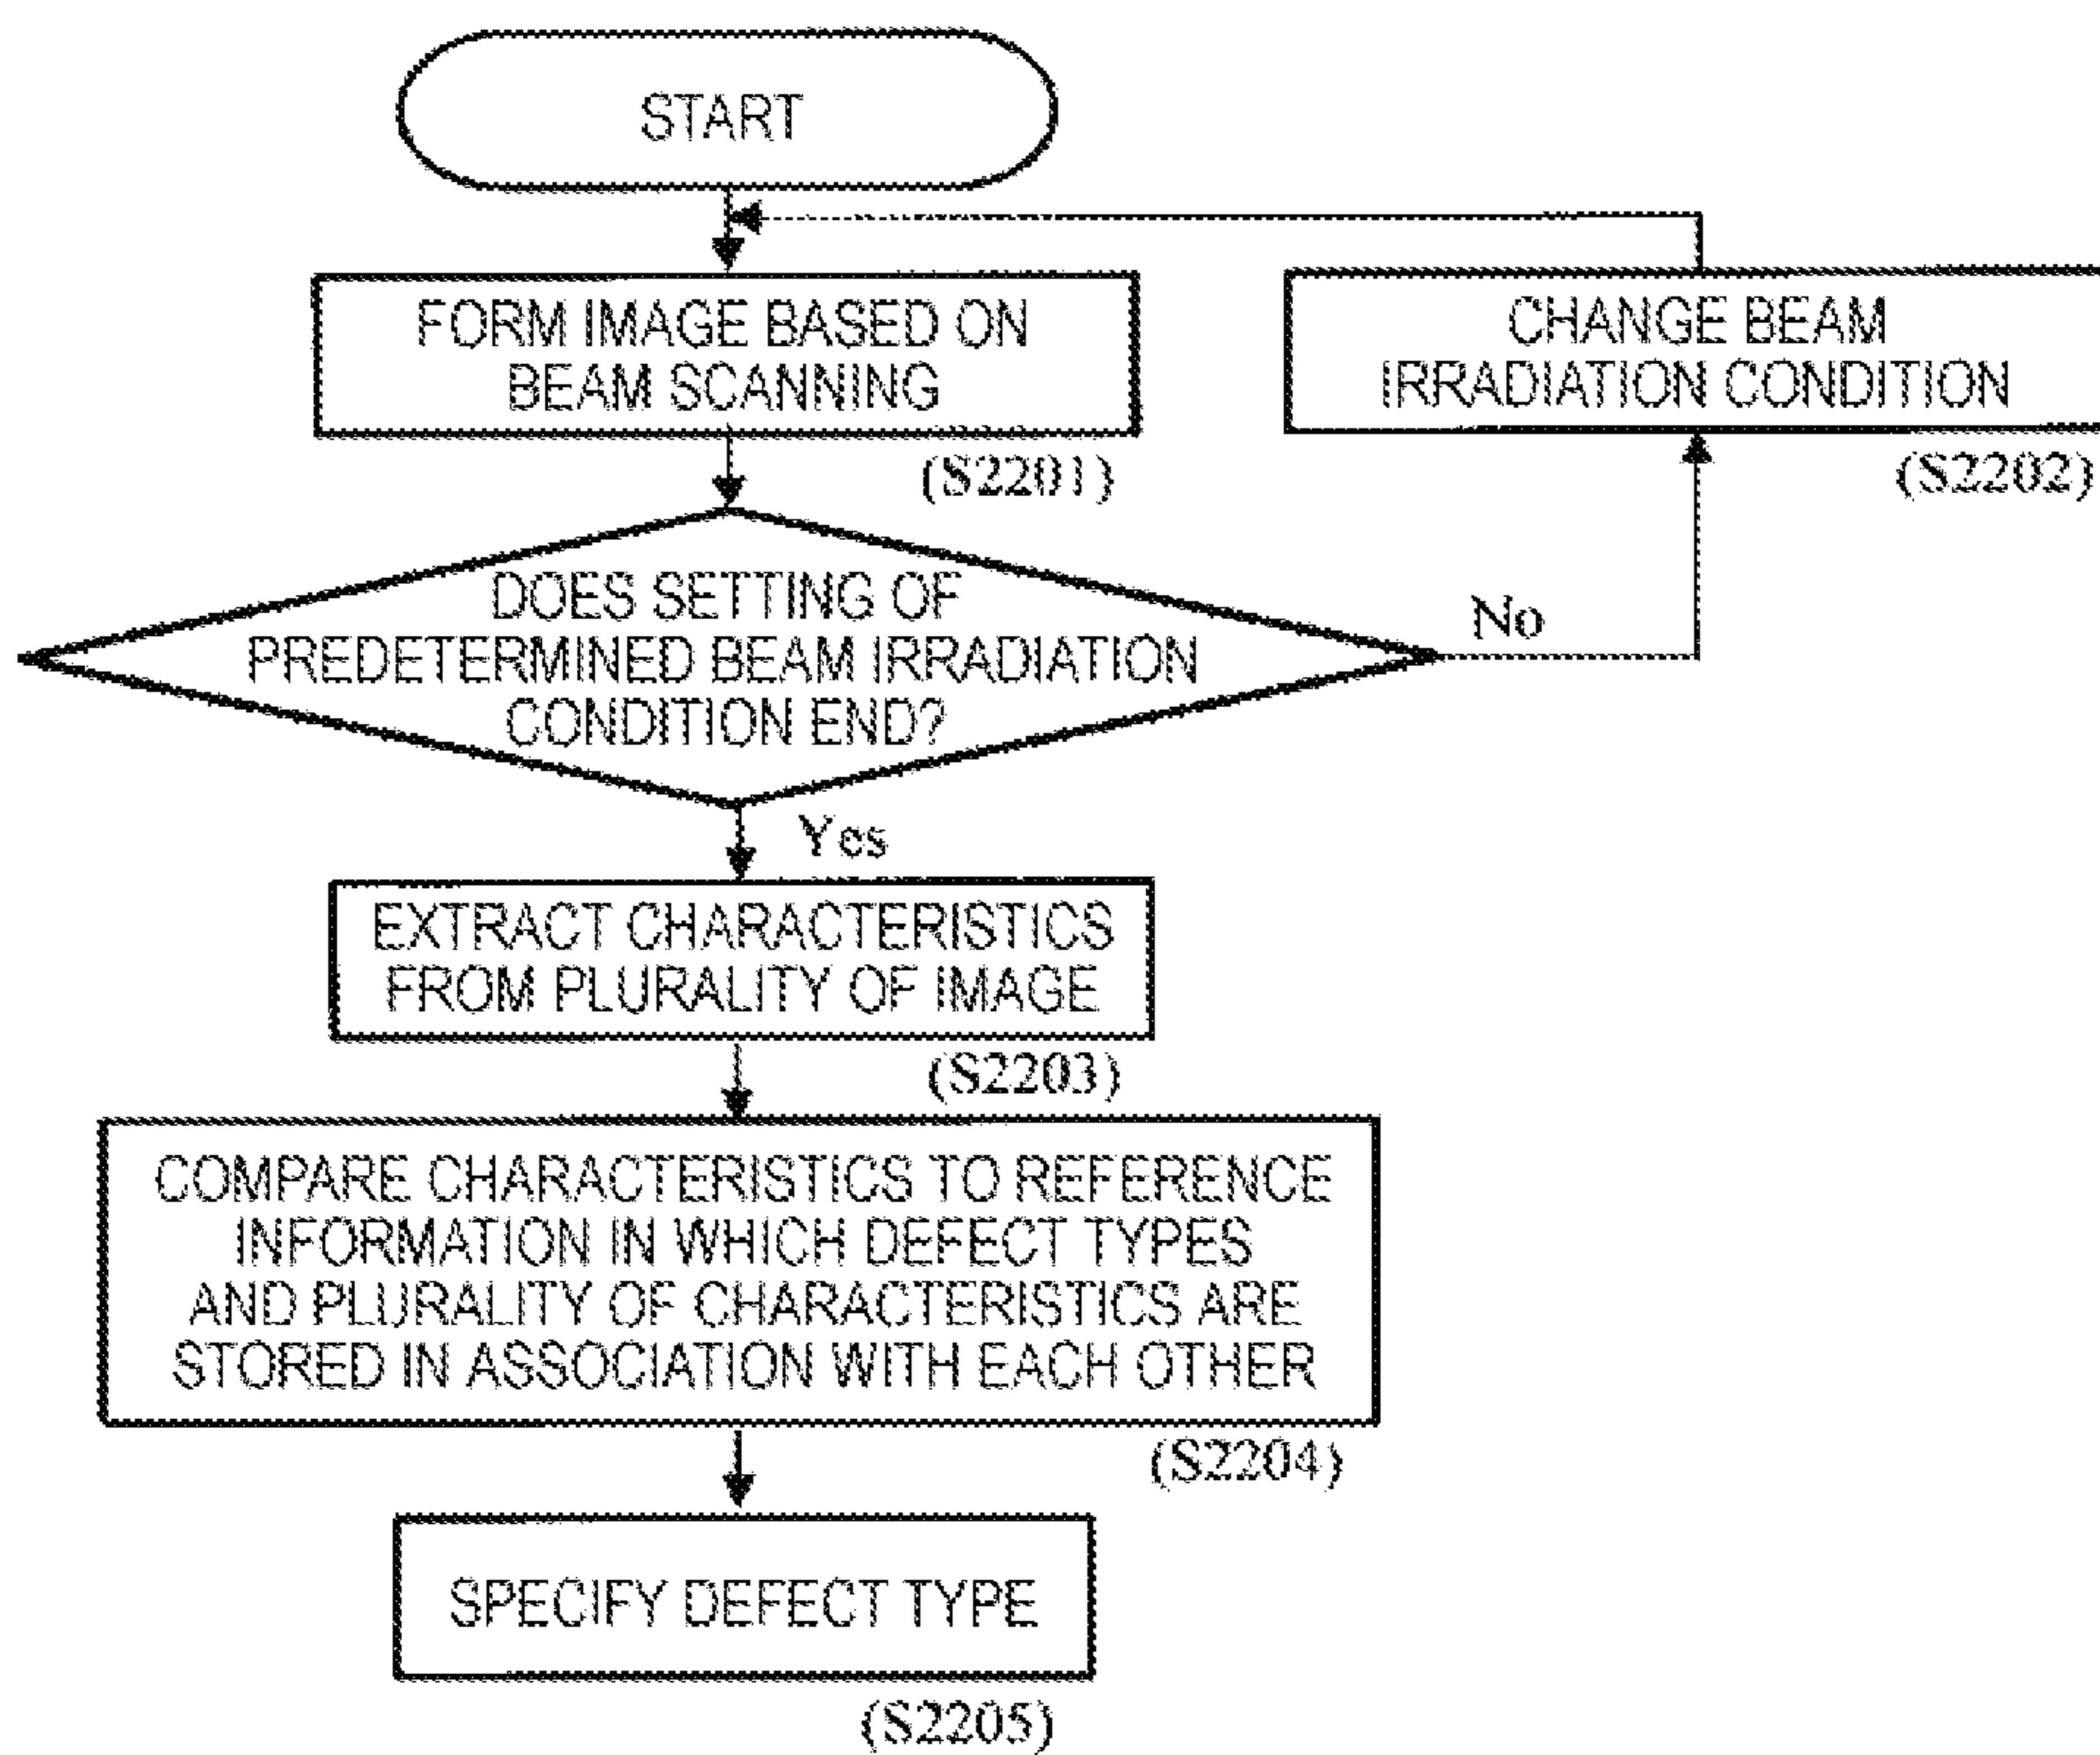 START
FORM IMAGE BASED ON
BEAM SCANNING
(S2201)
CHANGE BEAM
IRRADIATION CONDITION
(S2202)
DOES SETTING OF
PREDETERMINED BEAM IRRADIATION
CONDITION END?
No
Yes
EXTRACT CHARACTERISTICS
FROM PLURALITY OF IMAGE
(S2203)
COMPARE CHARACTERISTICS TO REFERENCE
INFORMATION IN WHICH DEFECT TYPES
AND PLURALITY OF CHARACTERISTICS ARE
STORED IN ASSOCIATION WITH EACH OTHER
(S2204)
SPECIFY DEFECT TYPE
(S2205)